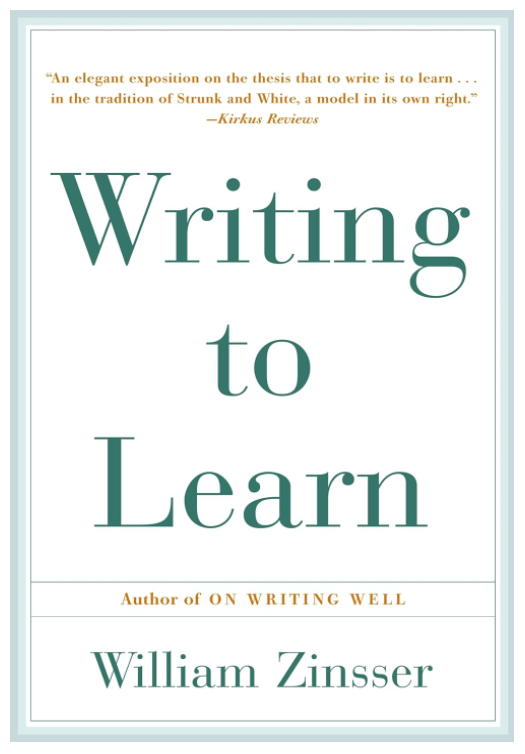 “An elegant exposition on the thesis that to write is to learn . . .
in the tradition of Strunk and White, a model in its own right.”
—Kirkus Reviews
Writing
to
Learn
Author of ON WRITING WELL
William Zinsser